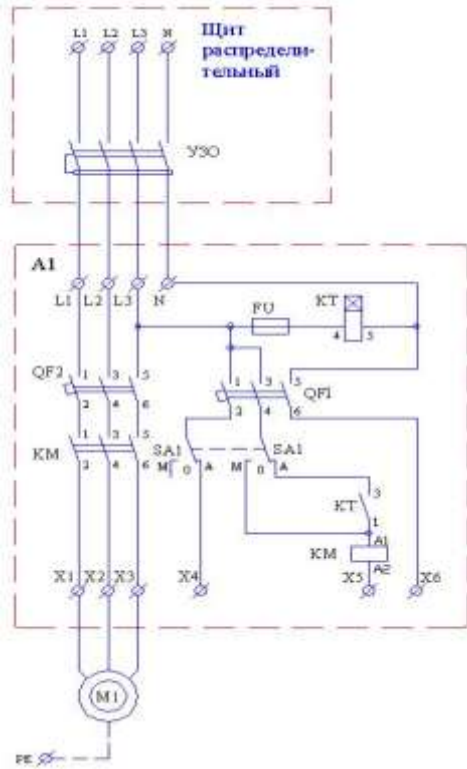 L1 L2 L3 N
Щит
распредели-
тельный
УЗО
A1
L1 L2 L3 N
FU KT
4 3
QF2 1 3 5
2 4 6
1 3 5 QF1
2 4 6
KM 1 3 5
2 4 6
SA1 M 0 A
SA1 M 0 A
KT 3
1
KM A1
A2
X1 X2 X3 X4 X5 X6
M1
PE